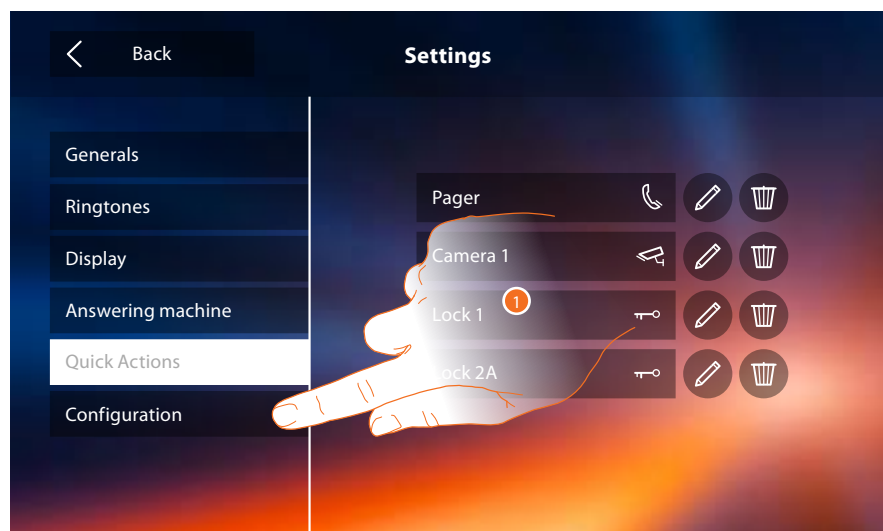 Back
Settings
Generals
Ringtones
Display
Answering machine
Quick Actions
Configuration
Pager
Camera 1
Lock 1
1
Lock 2A